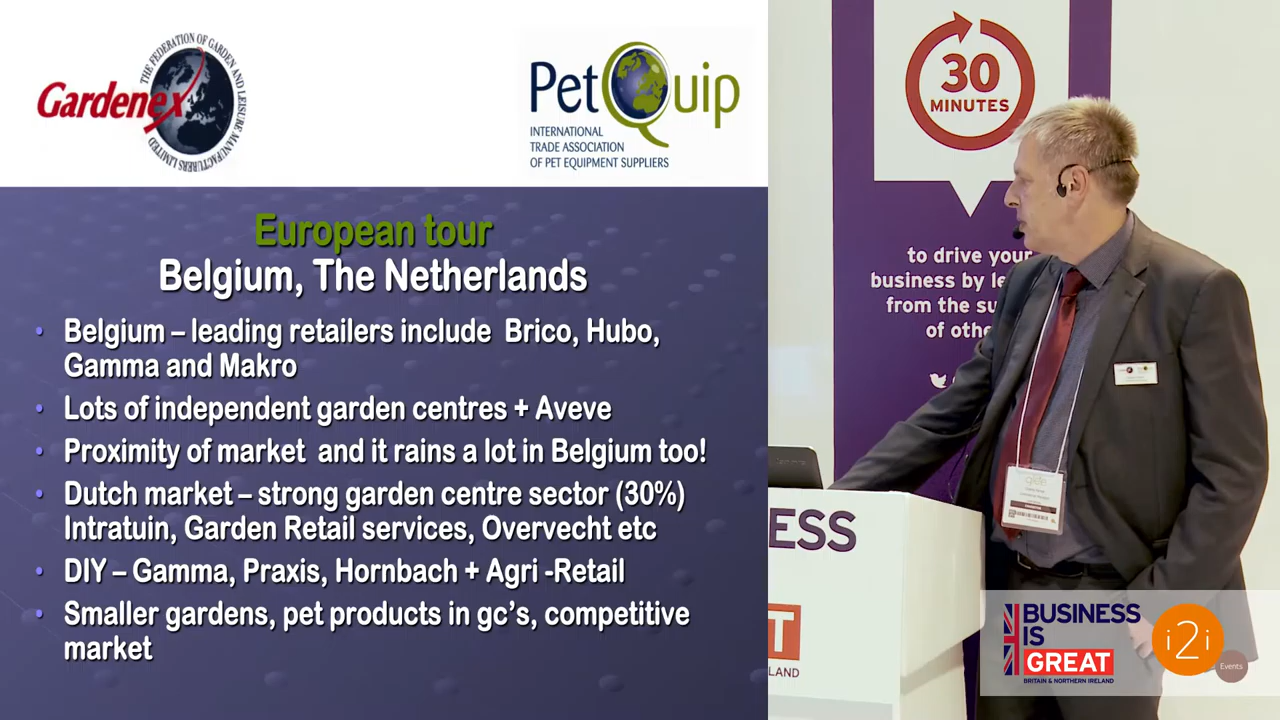 Gardenex
THE FEDERATION OF GARDEN AND LEISURE MANUFACTURERS LIMITED
PetQuip
INTERNATIONAL
TRADE ASSOCIATION
OF PET EQUIPMENT SUPPLIERS
European tour
Belgium, The Netherlands
• Belgium – leading retailers include Brico, Hubo,
Gamma and Makro
• Lots of independent garden centres + Aveve
• Proximity of market and it rains a lot in Belgium too!
• Dutch market – strong garden centre sector (30%)
Intratuin, Garden Retail services, Overvecht etc
• DIY – Gamma, Praxis, Hornbach + Agri -Retail
• Smaller gardens, pet products in gc's, competitive
market
30
MINUTES
to drive your
business by le
from the su
of othe
glee
ESS
T
LAND
BUSINESS
IS
GREAT
BRITAIN & NORTHERN IRELAND
i2i
Events